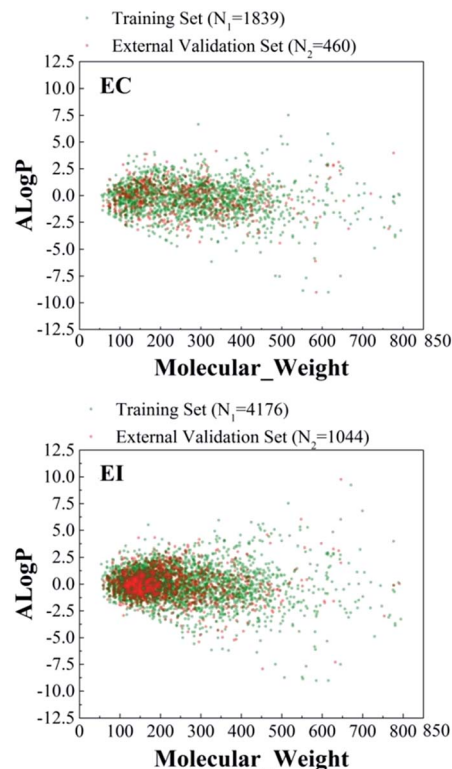 Training Set (N1=1839)
External Validation Set (N2=460)
12.5
EC
10.0
7.5
5.0
2.5
0.0
-2.5
-5.0
-7.5
-10.0
-12.5
ALogP
0 100 200 300 400 500 600 700 800 850
Molecular_Weight
Training Set (N1=4176)
External Validation Set (N2=1044)
12.5
EI
10.0
7.5
5.0
2.5
0.0
-2.5
-5.0
-7.5
-10.0
-12.5
ALogP
0 100 200 300 400 500 600 700 800 850
Molecular_Weight